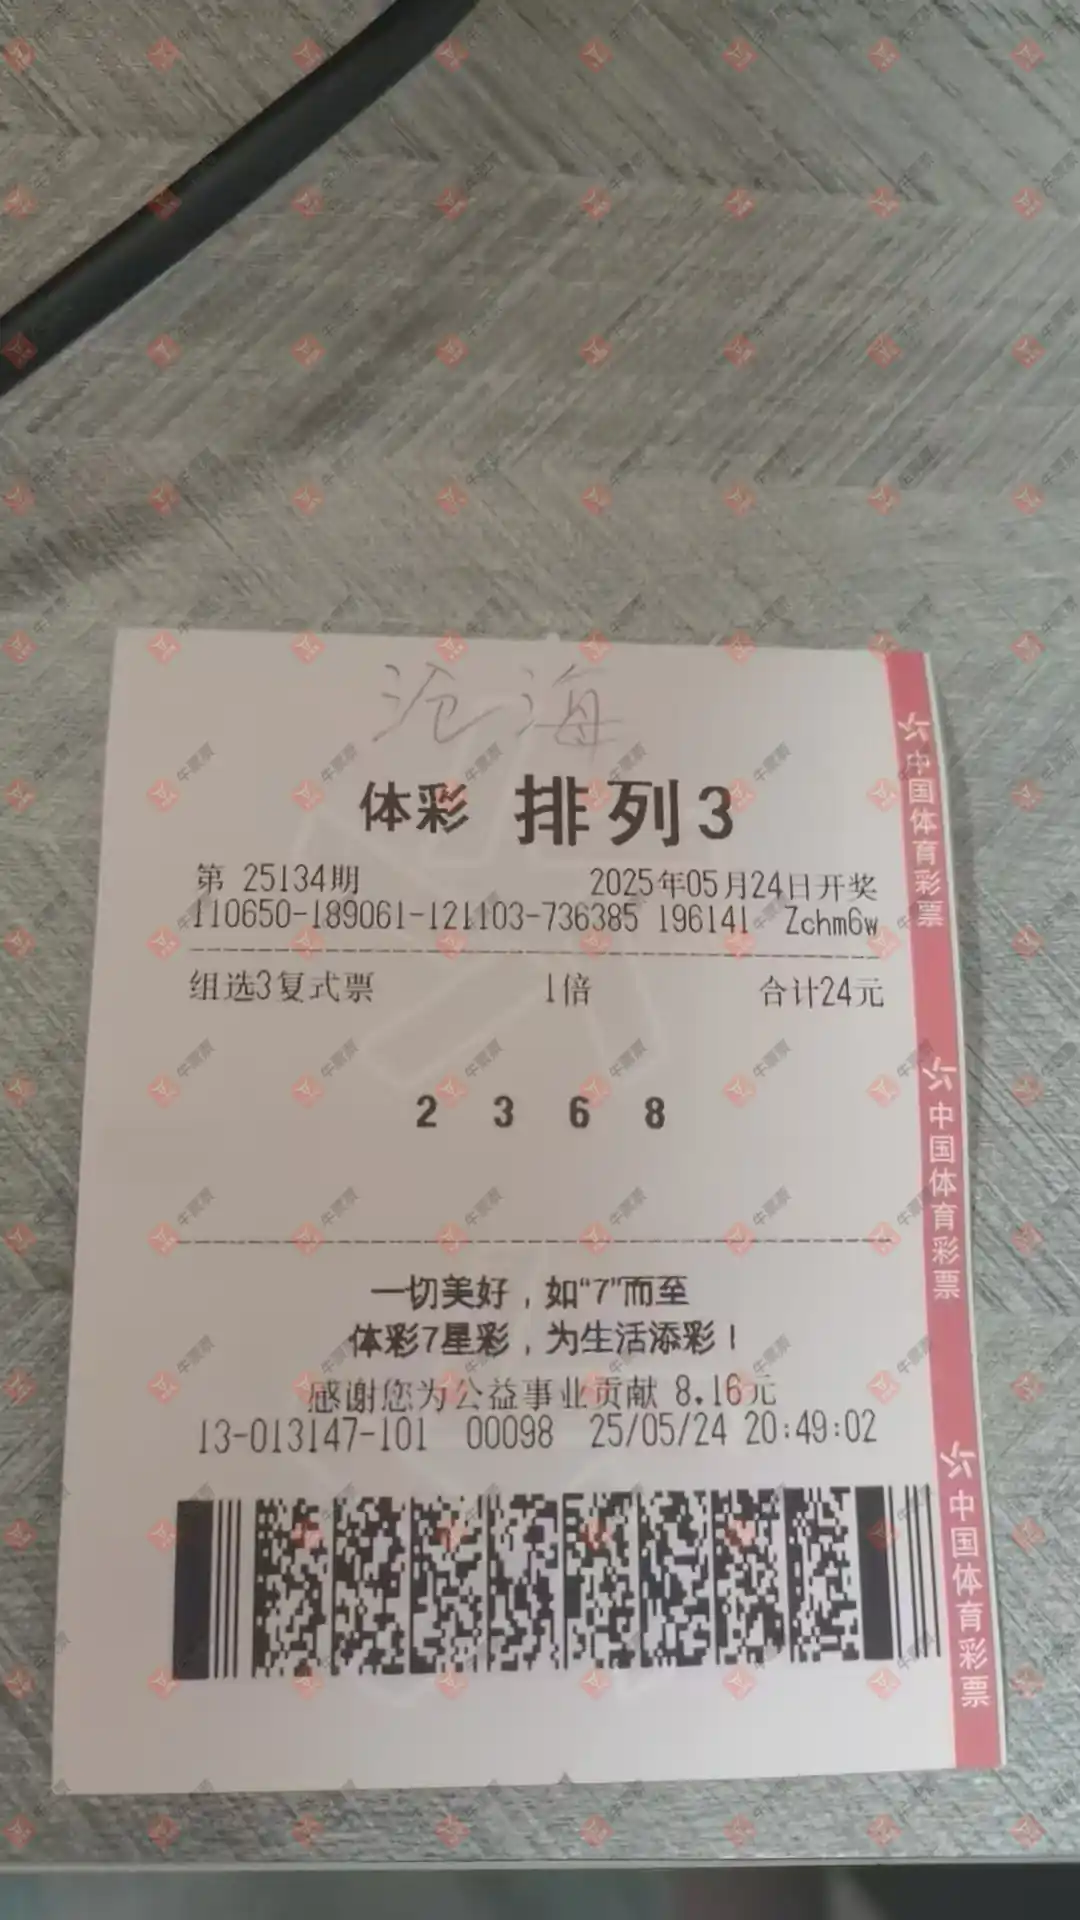 沧海
体彩 排列3
第 25134期 2025年05月24日开奖
110650-189061-121103-736385 196141 Zchm6w
组选3复式票 1倍 合计24元
2 3 6 8
一切美好，如“7”而至
体彩7星彩，为生活添彩！
感谢您为公益事业贡献 8.16元
13-013147-101 00098 25/05/24 20:49:02
中国体育彩票
中国体育彩票
中国体育彩票